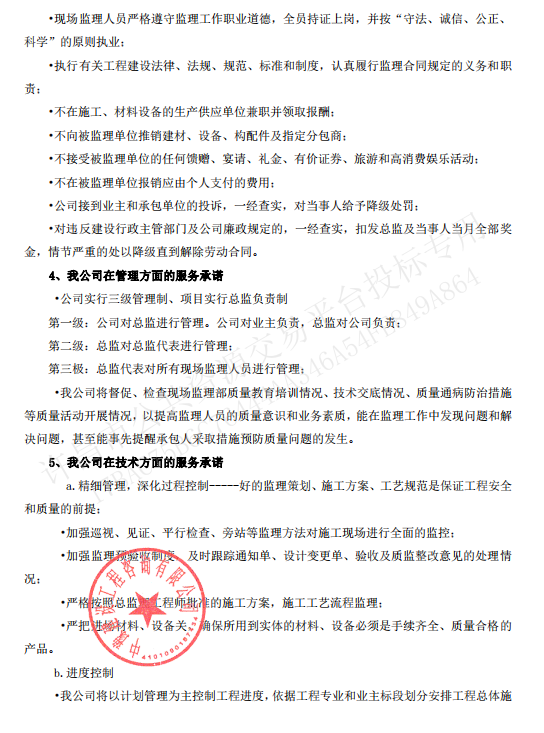 •现场监理人员严格遵守监理工作职业道德，全员持证上岗，并按“守法、诚信、公正、
科学”的原则执业；
•执行有关工程建设法律、法规、规范、标准和制度，认真履行监理合同规定的义务和职
责；
•不在施工、材料设备的生产供应单位兼职并领取报酬；
•不向被监理单位推销建材、设备、构配件及指定分包商；
•不接受被监理单位的任何馈赠、宴请、礼金、有价证券、旅游和高消费娱乐活动；
•不在被监理单位报销应由个人支付的费用；
•公司接到业主和承包单位的投诉，一经查实，对当事人给予降级处罚；
•对违反建设行政主管部门及公司廉政规定的，一经查实，扣发总监及当事人当月全部奖
金，情节严重的处以降级直到解除劳动合同。
4、我公司在管理方面的服务承诺
•公司实行三级管理制、项目实行总监负责制
第一级：公司对总监进行管理。公司对业主负责，总监对公司负责；
第二级：总监对总监代表进行管理；
第三极：总监代表对所有现场监理人员进行管理；
•我公司将督促、检查现场监理部质量教育培训情况、技术交底情况、质量通病防治措施
等质量活动开展情况，以提高监理人员的质量意识和业务素质，能在监理工作中发现问题和解
决问题，甚至能事先提醒承包人采取措施预防质量问题的发生。
5、我公司在技术方面的服务承诺
a.精细管理，深化过程控制-----好的监理策划、施工方案、工艺规范是保证工程安全
和质量的前提；
•加强巡视、见证、平行检查、旁站等监理方法对施工现场进行全面的监控；
•加强监理预验收制度，及时跟踪通知单、设计变更单、验收及质监整改意见的处理情
况；
•严格按照总监理工程师批准的施工方案，施工工艺流程监理；
•严把进场材料、设备关，确保所用到实体的材料、设备必须是手续齐全、质量合格的
产品。
b.进度控制
•我公司将以计划管理为主控制工程进度，依据工程专业和业主标段划分安排工程总体施